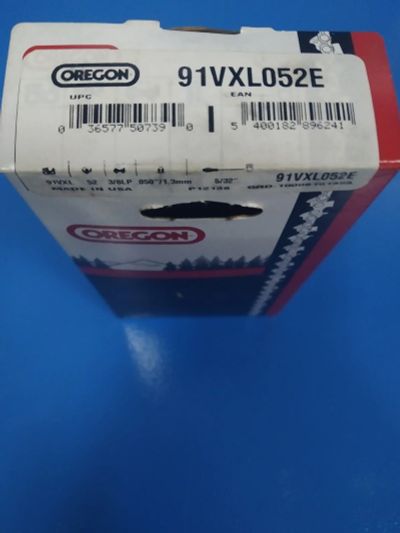 OREGON 91VXL052E
UPC EAN
0 36577 50739 0 5 400182 896241
91VXL 52 3/8LP 050"/1.3mm 5/32" 91VXL052E
MADE IN USA P12188
OREGON